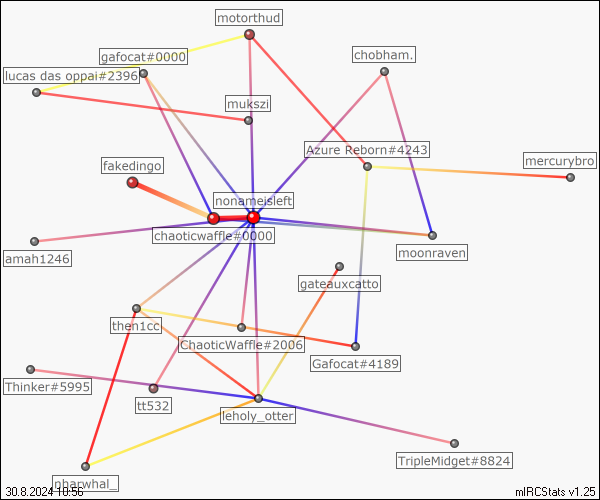 motorthud
gafocat#0000
chobham.
lucas das oppai#2396
mukszi
Azure Reborn#4243
mercurybro
fakedingo
nonameisleft
chaoticwaffle#0000
moonraven
amah1246
gateauxcatto
then1cc
ChaoticWaffle#2006
Gafocat#4189
Thinker#5995
tt532
leholy_otter
TripleMidget#8824
pharwhal_
30.8.2024 10:56
mIRCStats v1.25